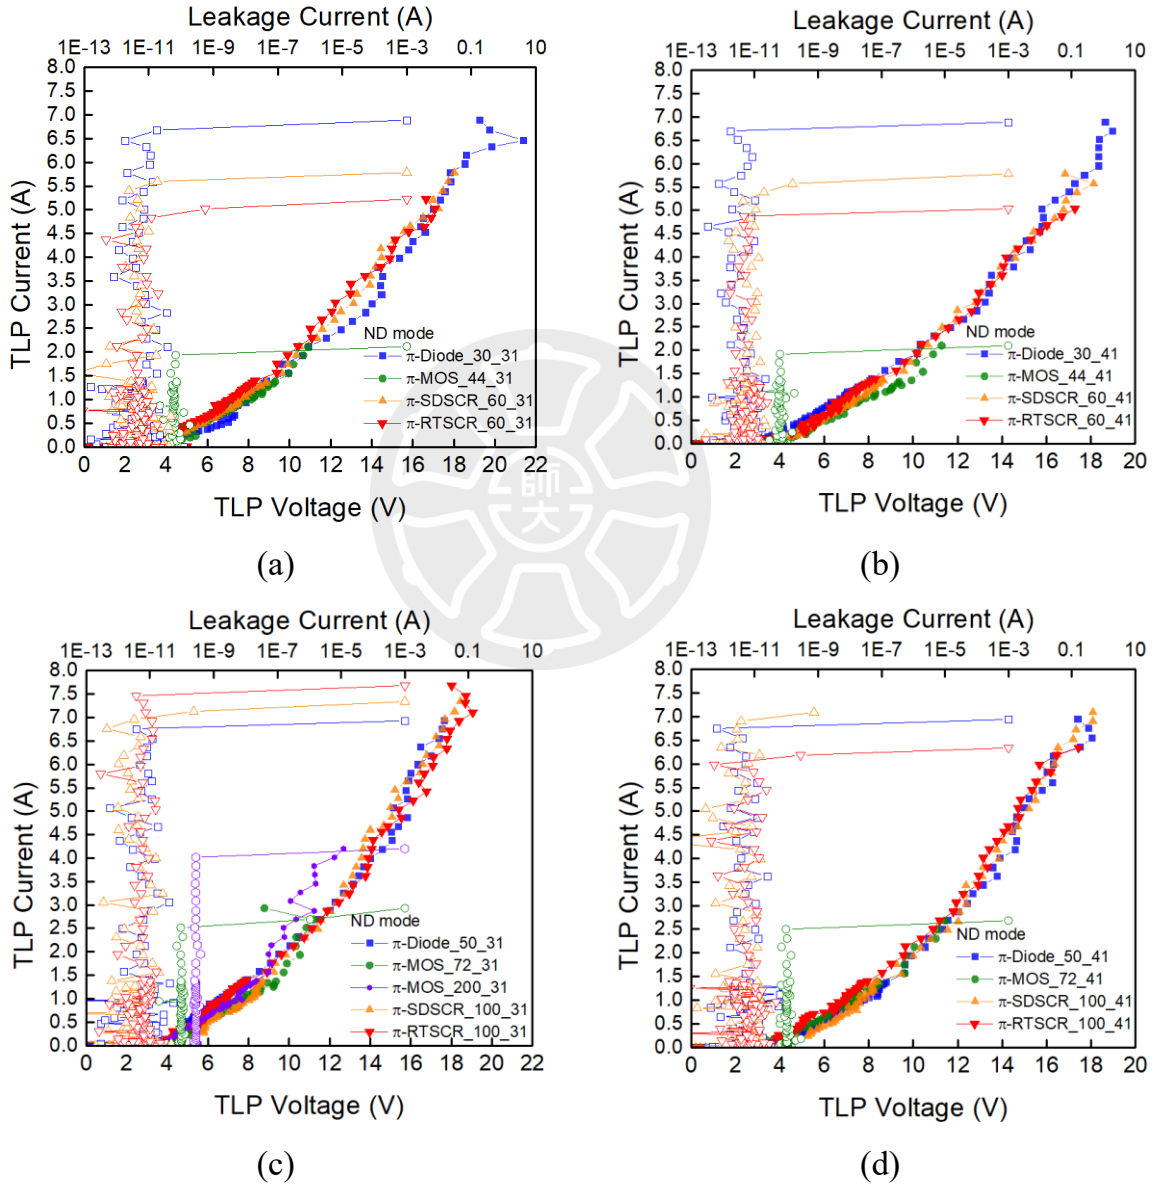 Leakage Current (A)
1E-13 1E-11 1E-9 1E-7 1E-5 1E-3 0.1 10
8.0
7.5
7.0
6.5
6.0
5.5
5.0
4.5
4.0
3.5
3.0
2.5
2.0
1.5
1.0
0.5
0.0
TLP Current (A)
ND mode
π-Diode_30_31
π-MOS_44_31
π-SDSCR_60_31
π-RTSCR_60_31
0 2 4 6 8 10 12 14 16 18 20 22
TLP Voltage (V)
(a)
Leakage Current (A)
1E-13 1E-11 1E-9 1E-7 1E-5 1E-3 0.1 10
8.0
7.5
7.0
6.5
6.0
5.5
5.0
4.5
4.0
3.5
3.0
2.5
2.0
1.5
1.0
0.5
0.0
TLP Current (A)
ND mode
π-Diode_30_41
π-MOS_44_41
π-SDSCR_60_41
π-RTSCR_60_41
0 2 4 6 8 10 12 14 16 18 20
TLP Voltage (V)
(b)
師大
Leakage Current (A)
1E-13 1E-11 1E-9 1E-7 1E-5 1E-3 0.1 10
8.0
7.5
7.0
6.5
6.0
5.5
5.0
4.5
4.0
3.5
3.0
2.5
2.0
1.5
1.0
0.5
0.0
TLP Current (A)
ND mode
π-Diode_50_31
π-MOS_72_31
π-MOS_200_31
π-SDSCR_100_31
π-RTSCR_100_31
0 2 4 6 8 10 12 14 16 18 20 22
TLP Voltage (V)
(c)
Leakage Current (A)
1E-13 1E-11 1E-9 1E-7 1E-5 1E-3 0.1 10
8.0
7.5
7.0
6.5
6.0
5.5
5.0
4.5
4.0
3.5
3.0
2.5
2.0
1.5
1.0
0.5
0.0
TLP Current (A)
ND mode
π-Diode_50_41
π-MOS_72_41
π-SDSCR_100_41
π-RTSCR_100_41
0 2 4 6 8 10 12 14 16 18 20
TLP Voltage (V)
(d)